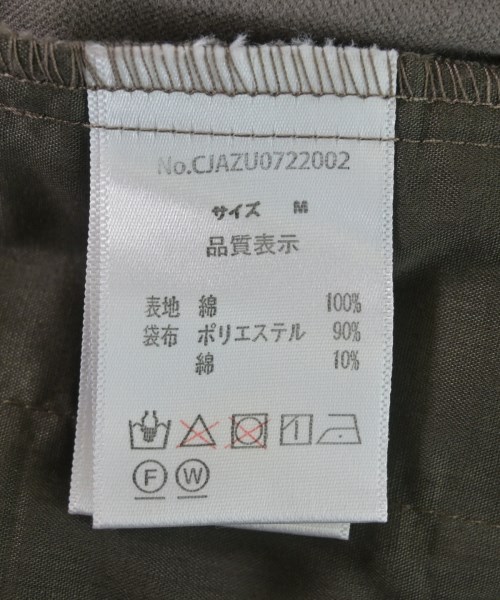 No.CJAZU0722002
サイズ M
品質表示
表地 綿 100%
袋布 ポリエステル 90%
綿 10%
F W